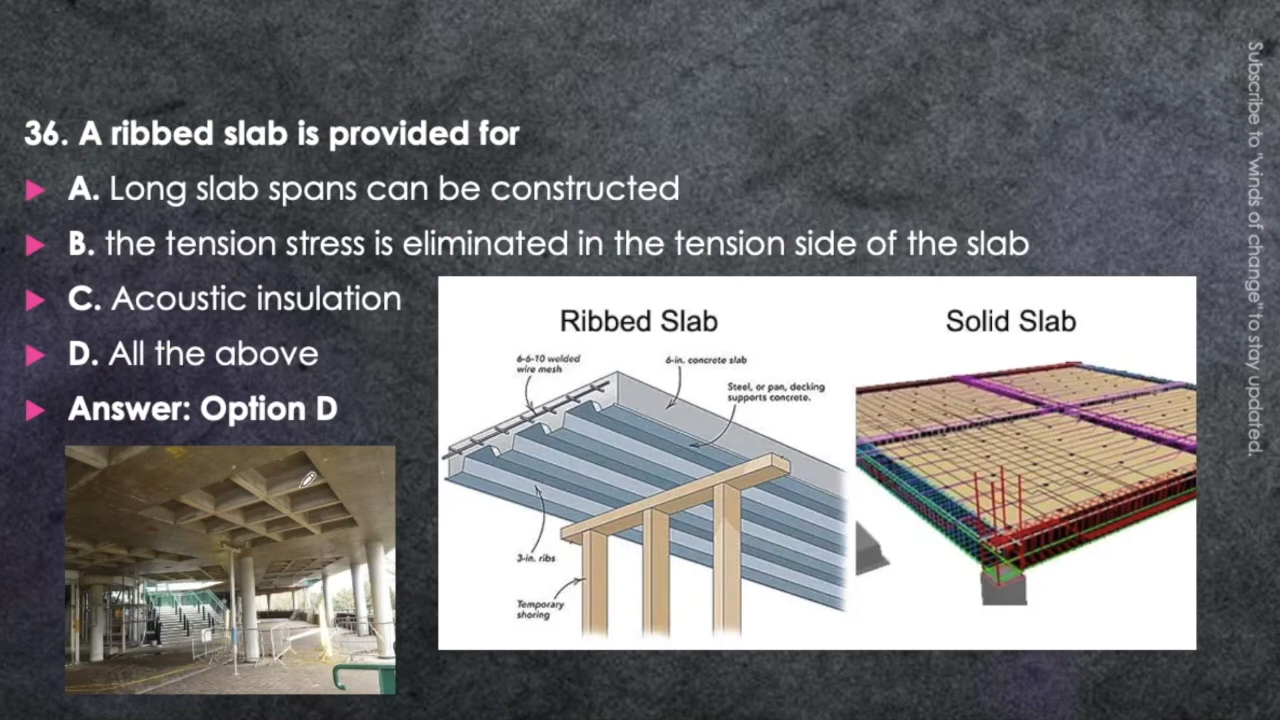 36. A ribbed slab is provided for
A. Long slab spans can be constructed
B. the tension stress is eliminated in the tension side of the slab
C. Acoustic insulation
D. All the above
Answer: Option D
Ribbed Slab
6-6-10 welded
wire mesh
6-in. concrete slab
Steel, or pan, decking
supports concrete.
3-in. ribs
Temporary
shoring
Solid Slab
Subscribe to "winds of change" to stay updated.